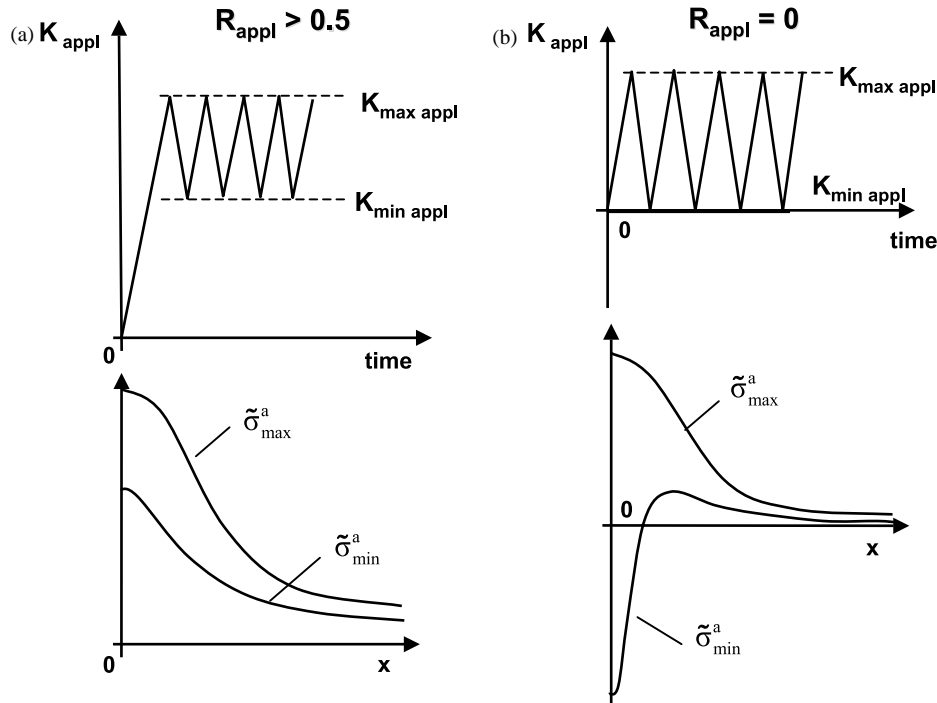 (a) K appl
R appl > 0.5
K max appl
K min appl
0
time
σ̃ᵃmax
σ̃ᵃmin
0
x
(b) K appl
R appl = 0
K max appl
K min appl
0
time
σ̃ᵃmax
0
x
σ̃ᵃmin